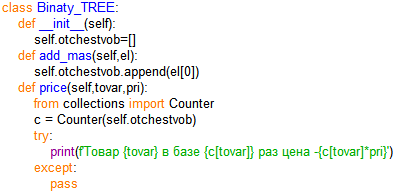 class Binaty_TREE:
    def __init__(self):
        self.otchestvob=[]
    def add_mas(self,el):
        self.otchestvob.append(el[0])
    def price(self,tovar,pri):
        from collections import Counter
        c = Counter(self.otchestvob)
        try:
            print(f'Товар {tovar} в базе {c[tovar]} раз цена -{c[tovar]*pri}')
        except:
            pass